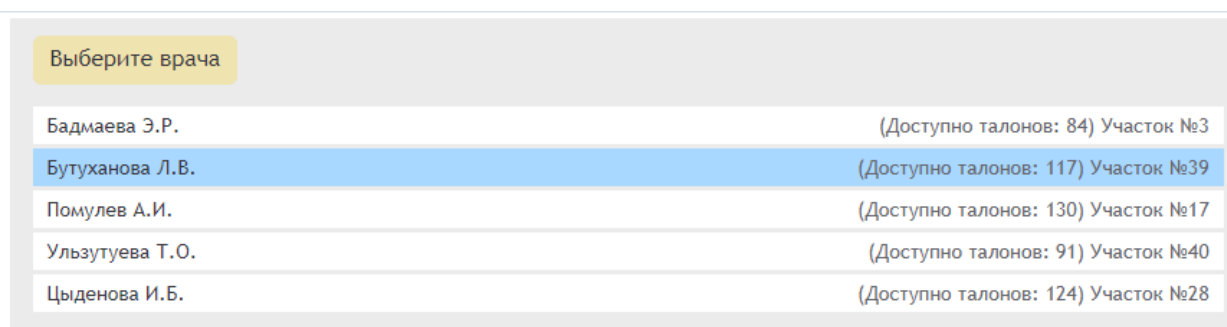 Выберите врача
Бадмаева Э.Р. (Доступно талонов: 84) Участок №3
Бутуханова Л.В. (Доступно талонов: 117) Участок №39
Помулев А.И. (Доступно талонов: 130) Участок №17
Ульзутуева Т.О. (Доступно талонов: 91) Участок №40
Цыденова И.Б. (Доступно талонов: 124) Участок №28